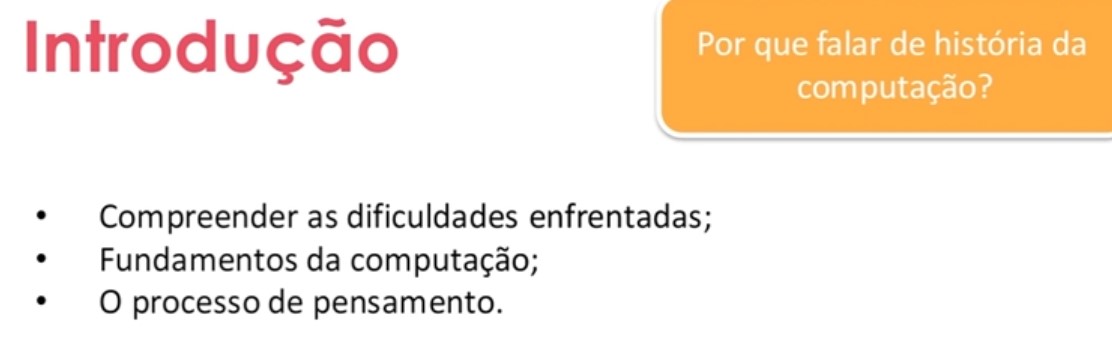 Introdução
Por que falar de história da
computação?
• Compreender as dificuldades enfrentadas;
• Fundamentos da computação;
• O processo de pensamento.